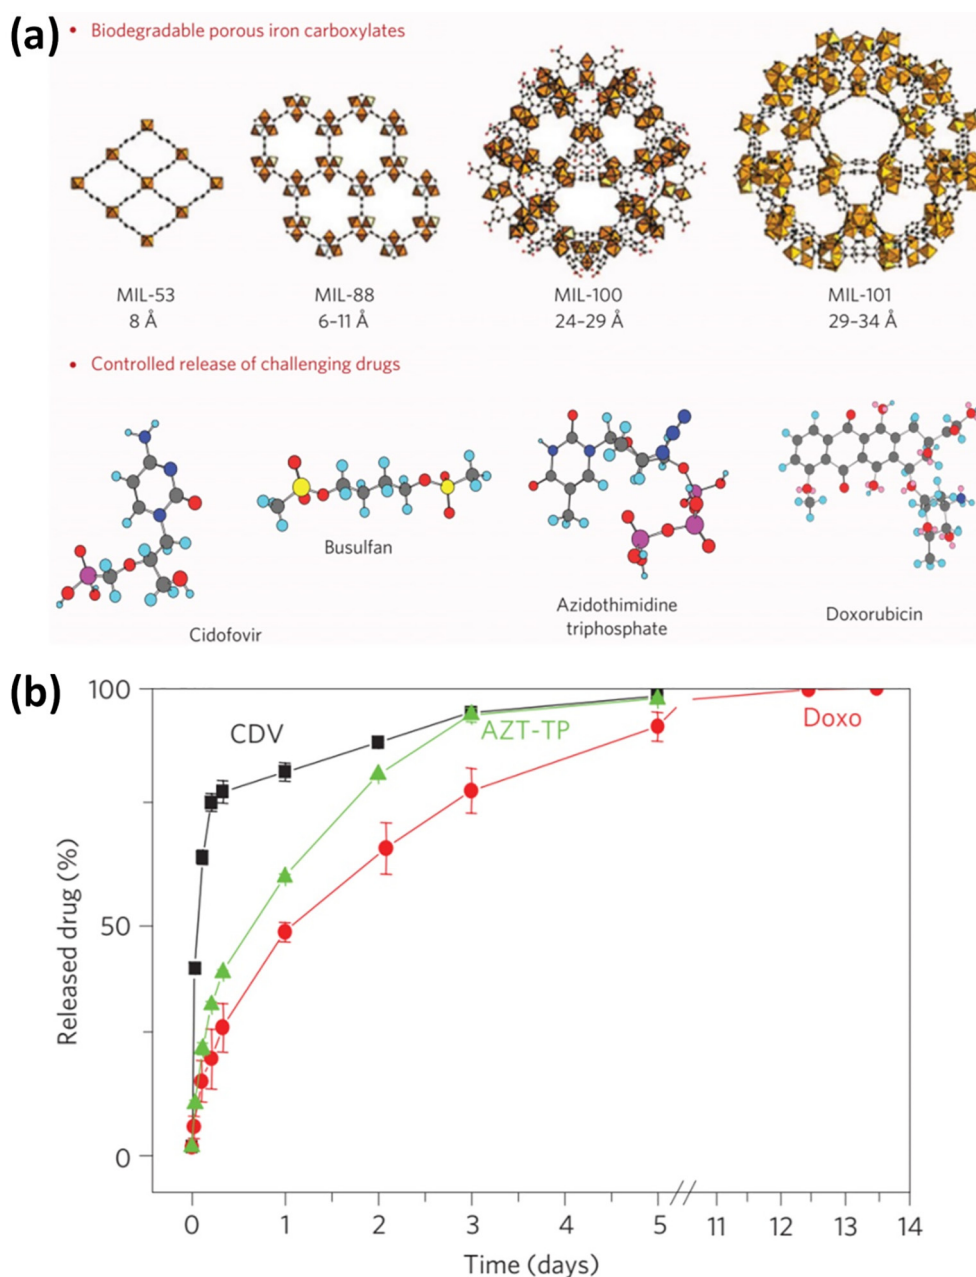 (a)
• Biodegradable porous iron carboxylates
MIL-53
8 Å
MIL-88
6–11 Å
MIL-100
24–29 Å
MIL-101
29–34 Å
• Controlled release of challenging drugs
Cidofovir
Busulfan
Azidothimidine
triphosphate
Doxorubicin
(b)
100
50
0
Released drug (%)
CDV
AZT-TP
Doxo
0 1 2 3 5 11 12 13 14
Time (days)